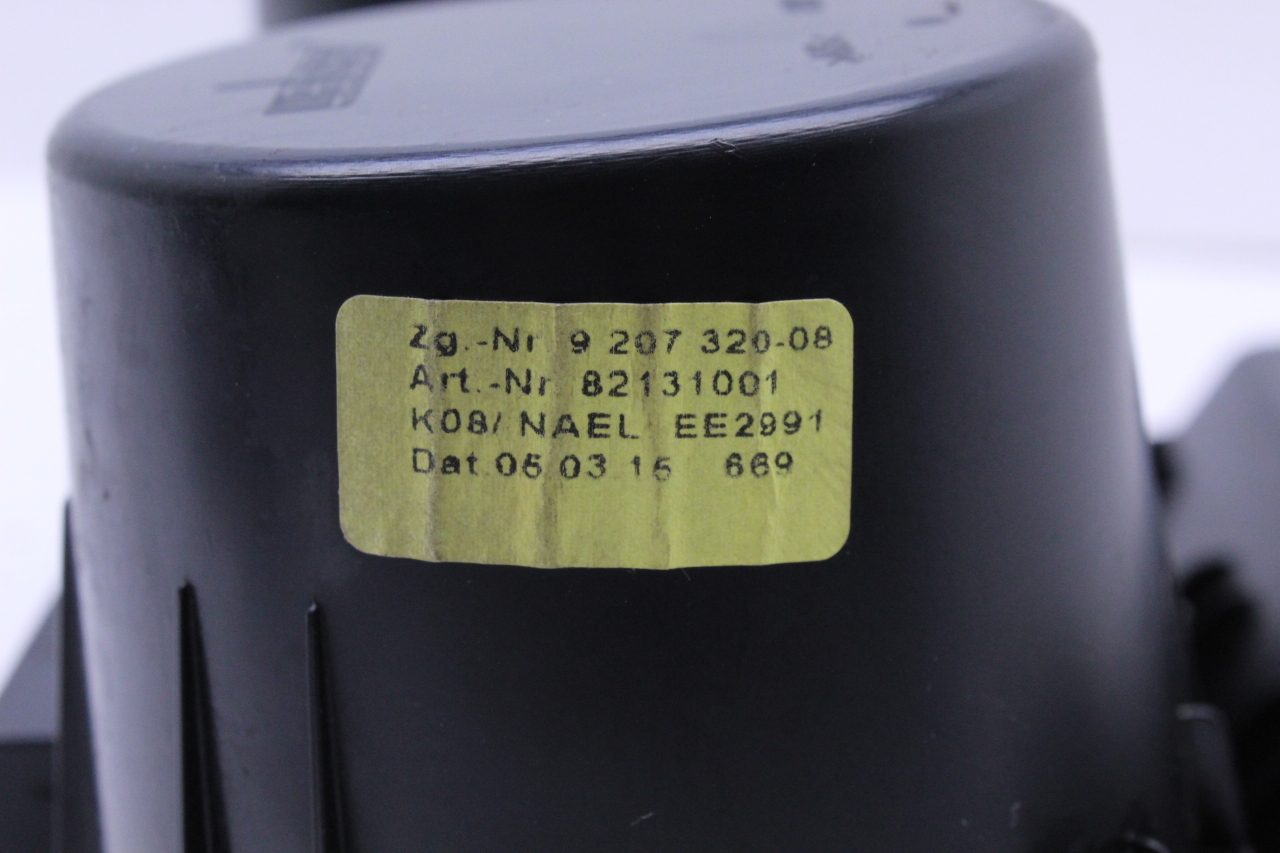 Zg.-Nr 9 207 320-08
Art.-Nr 82131001
K08/ NAEL EE2991
Dat.05.03.15 669